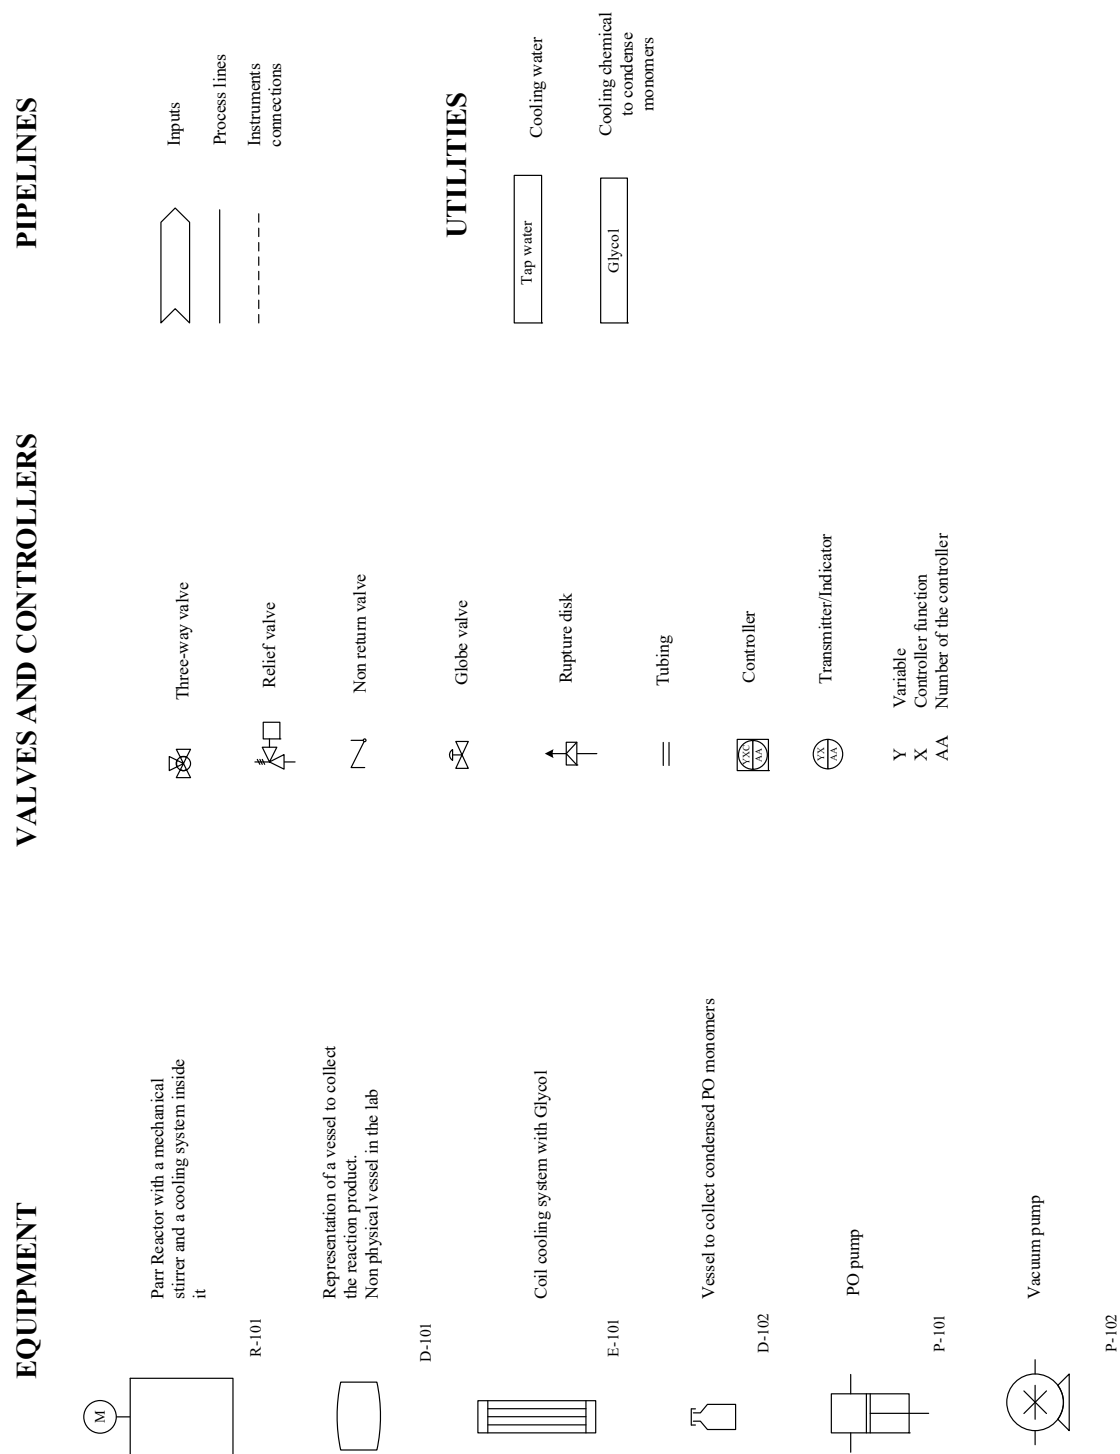 EQUIPMENT
M
R-101
Parr Reactor with a mechanical
stirrer and a cooling system inside
it
D-101
Representation of a vessel to collect
the reaction product.
Non physical vessel in the lab
E-101
Coil cooling system with Glycol
D-102
Vessel to collect condensed PO monomers
P-101
PO pump
P-102
Vacuum pump
VALVES AND CONTROLLERS
Three-way valve
Relief valve
Non return valve
Globe valve
Rupture disk
Tubing
YXC
AA
Controller
YX
AA
Transmitter/Indicator
Y Variable
X Controller function
AA Number of the controller
PIPELINES
Inputs
Process lines
Instruments
connections
UTILITIES
Tap water
Cooling water
Glycol
Cooling chemical
to condense
monomers